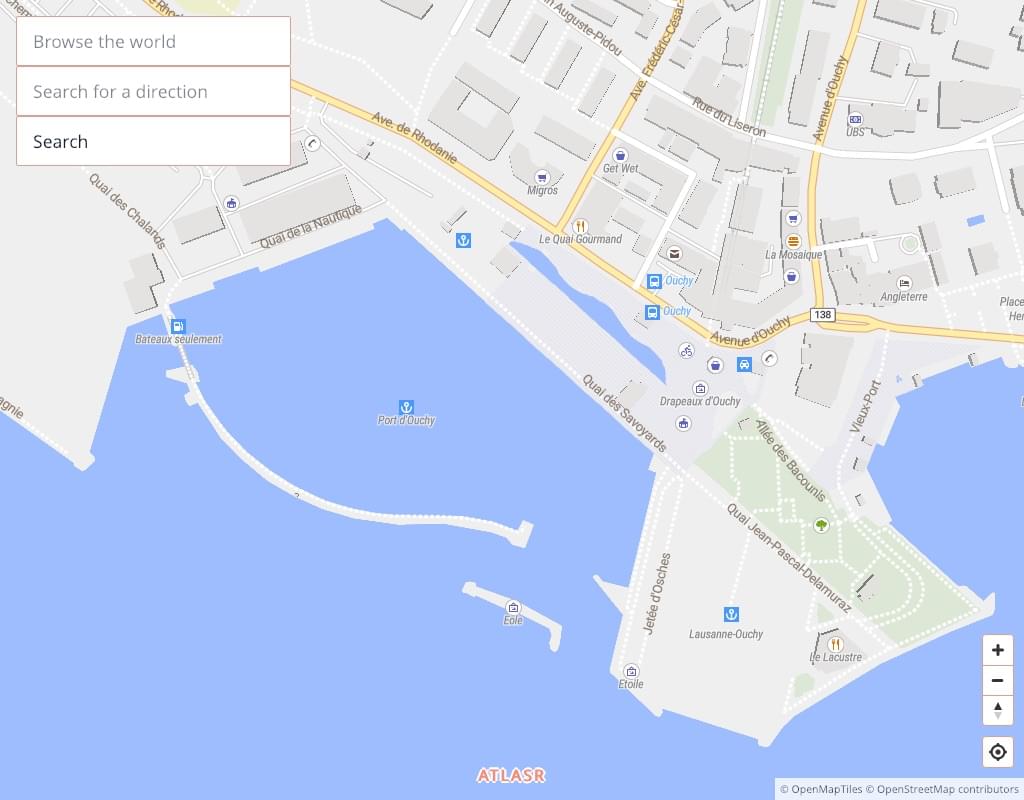 Browse the world
Search for a direction
Search
Auguste-Pidou
Ave. Frédéric-César-
Rue du Liseron
Avenue d'Ouchy
UBS
Ave. de Rhodanie
Get Wet
Migros
Quai des Chalands
Quai de la Nautique
Le Quai Gourmand
La Mosaique
Ouchy
Angleterre
Place
Ouchy
138
Bateaux seulement
Avenue d'Ouchy
Drapeaux d'Ouchy
Port d'Ouchy
Quai des Savoyards
Vieux-Port
Allée des Bacounis
Quai Jean-Pascal-Delamuraz
Jetée d'Osches
Eole
Lausanne-Ouchy
Le Lacustre
Etoile
ATLASR
© OpenMapTiles © OpenStreetMap contributors